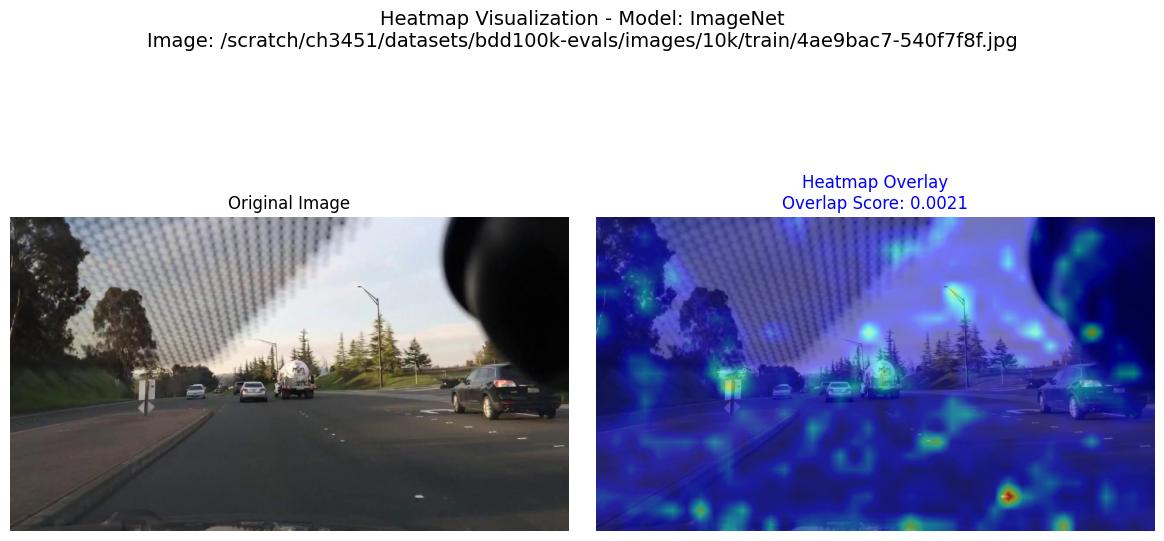 Heatmap Visualization - Model: ImageNet
Image: /scratch/ch3451/datasets/bdd100k-evals/images/10k/train/4ae9bac7-540f7f8f.jpg
Original Image
Heatmap Overlay
Overlap Score: 0.0021